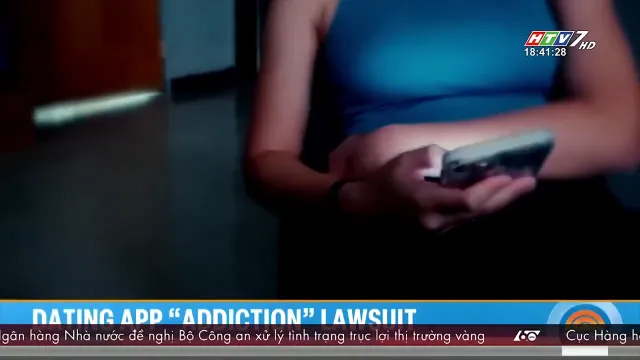 HTV7 HD
18:41:28
DATING APP “ADDICTION” LAWSUIT
Ngân hàng Nhà nước đề nghị Bộ Công an xử lý tình trạng trục lợi thị trường vàng
Cục Hàng